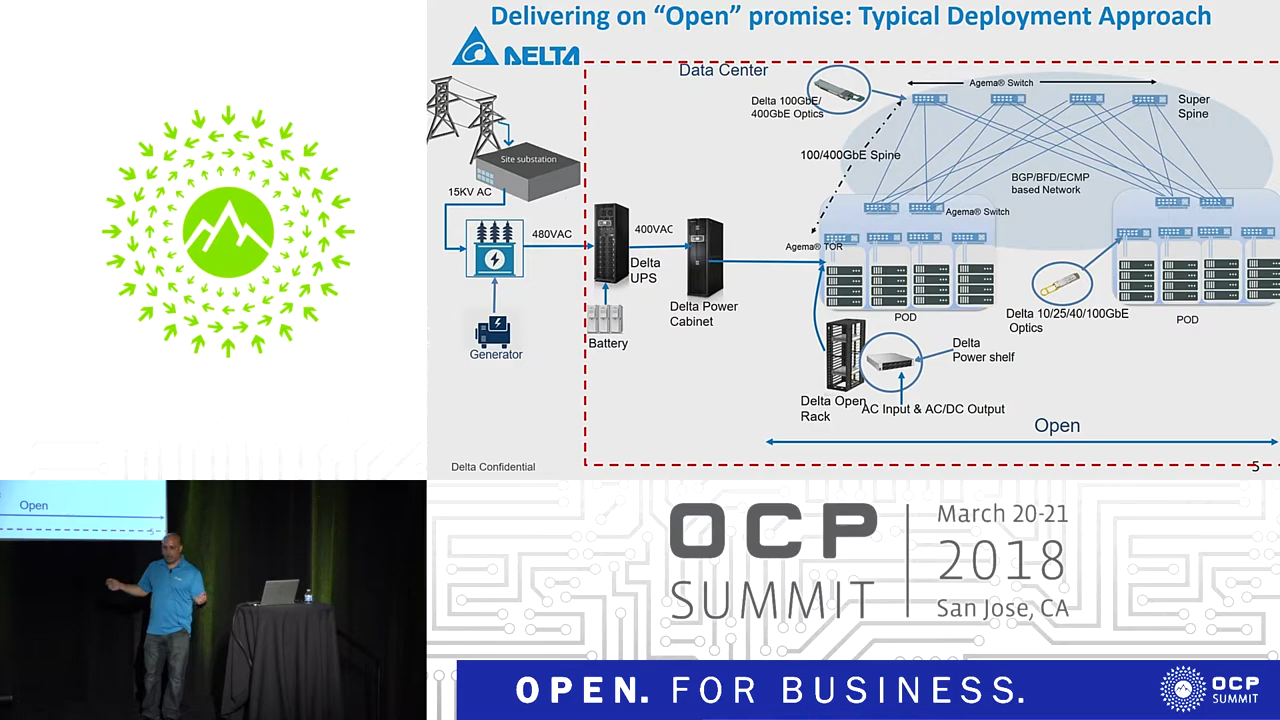 Delivering on “Open” promise: Typical Deployment Approach
DELTA
Data Center
Agema® Switch
Delta 100GbE/
400GbE Optics
Super
Spine
Site substation
100/400GbE Spine
15KV AC
BGP/BFD/ECMP
based Network
Agema® Switch
480VAC
400VAC
Agema® TOR
Delta
UPS
Delta Power
Cabinet
POD
Delta 10/25/40/100GbE
Optics
POD
Battery
Generator
Delta
Power shelf
Delta Open
Rack
AC Input & AC/DC Output
Open
Delta Confidential
5
Open
5
OCP
SUMMIT
March 20-21
2018
San Jose, CA
OPEN. FOR BUSINESS.
OCP
SUMMIT